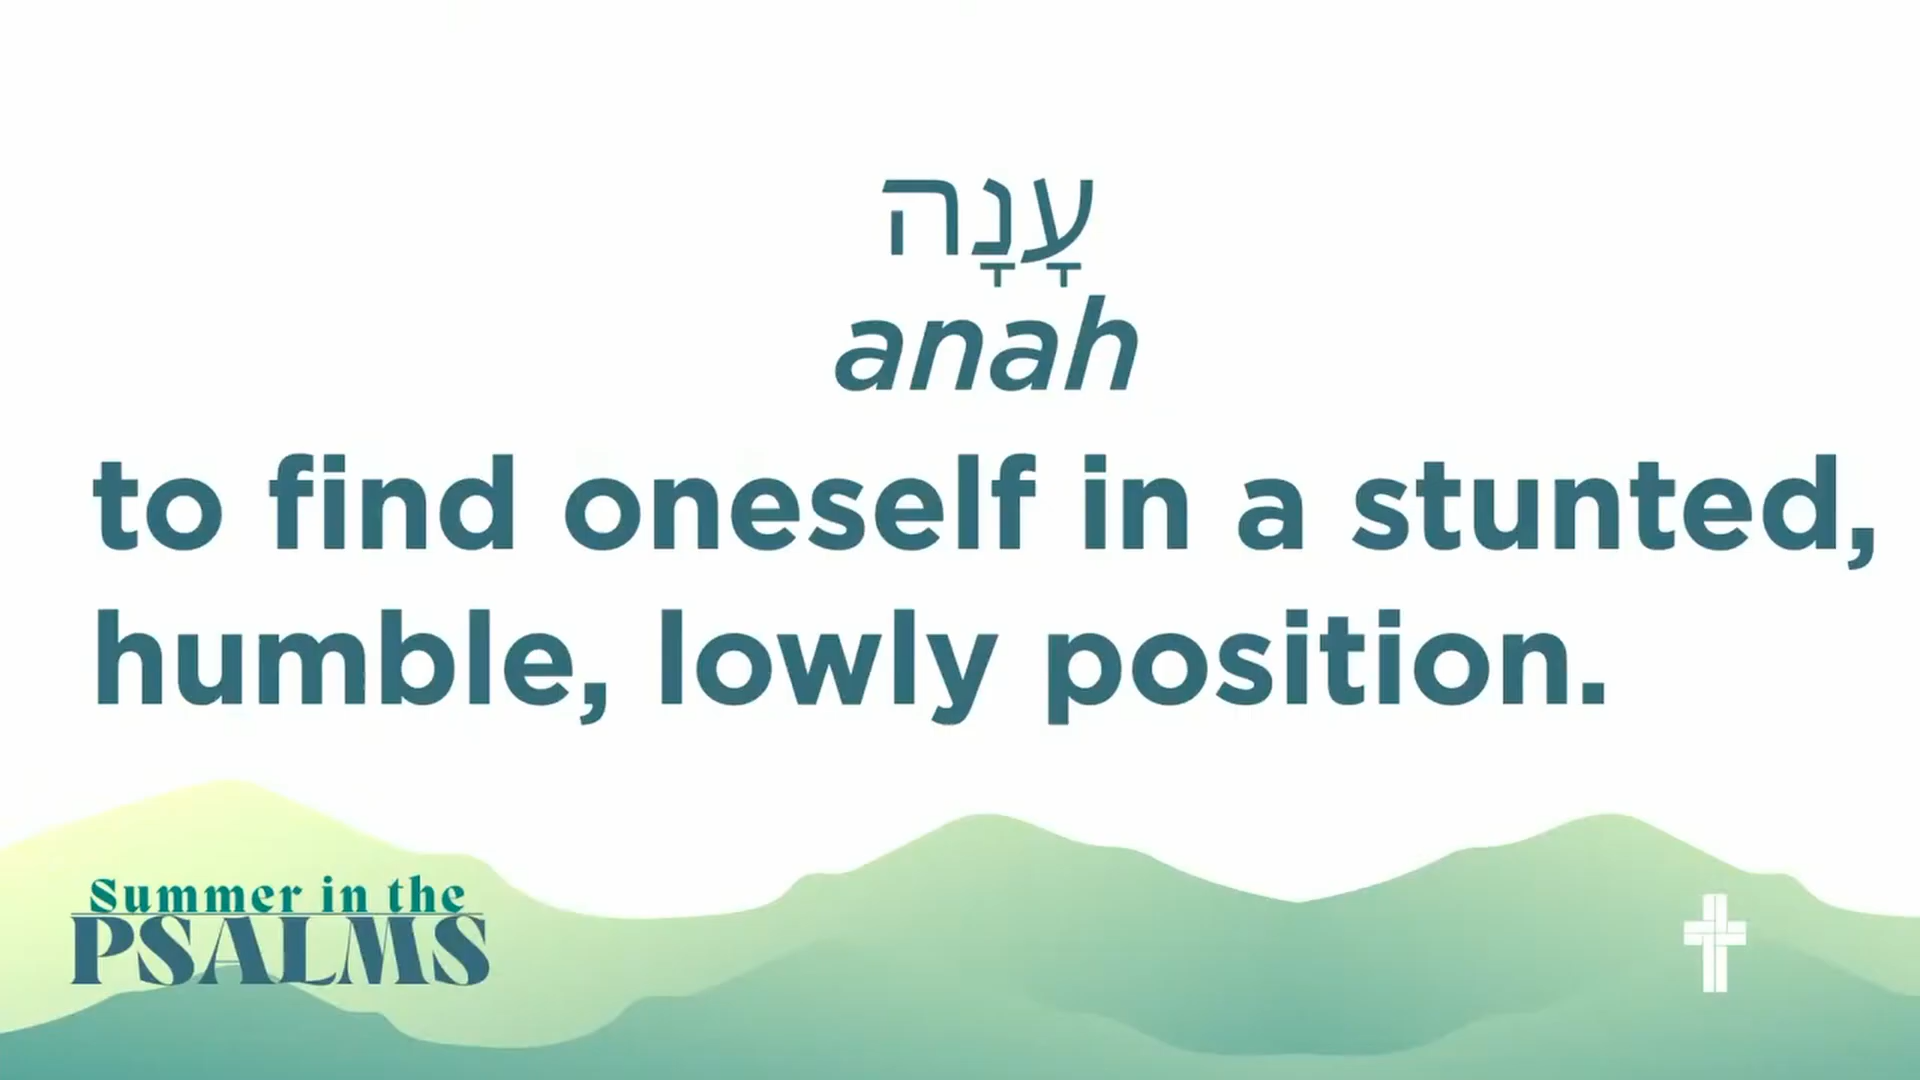 עָנָה
anah
to find oneself in a stunted,
humble, lowly position.
Summer in the
PSALMS